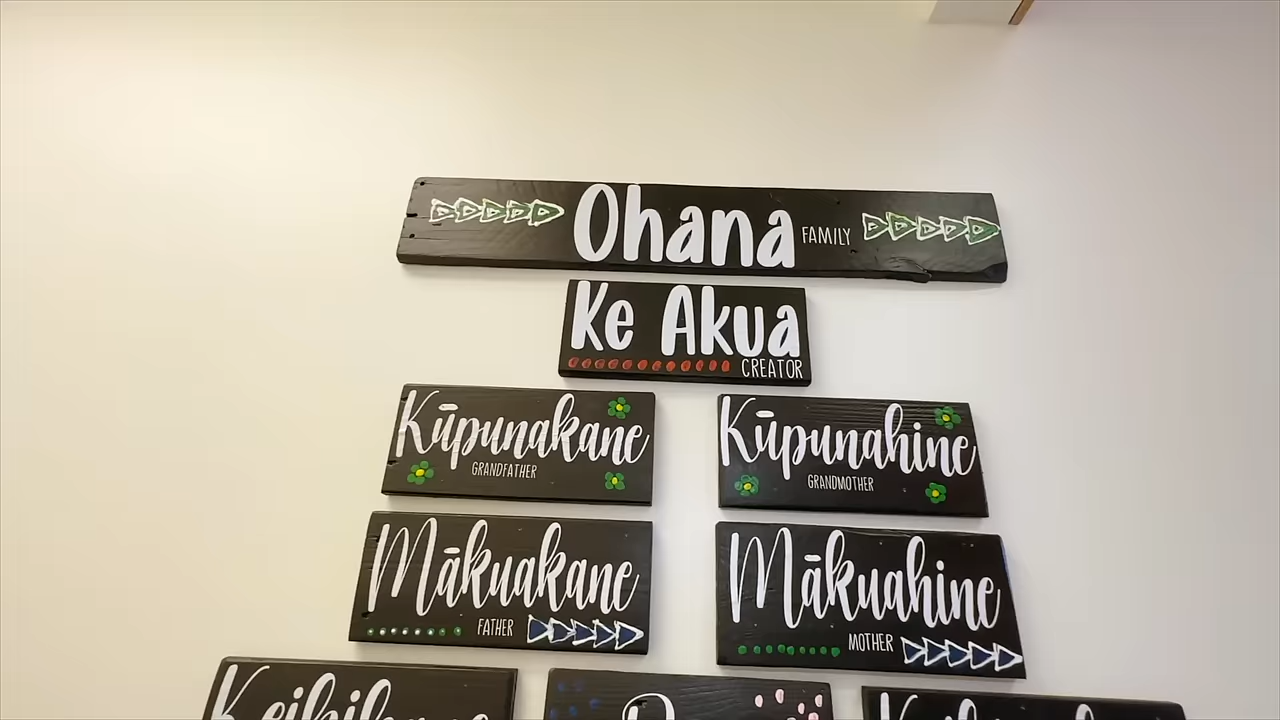 Ohana FAMILY
Ke Akua
CREATOR
Kūpunakane
GRANDFATHER
Kūpunahine
GRANDMOTHER
Mākuakane
FATHER
Mākuahine
MOTHER